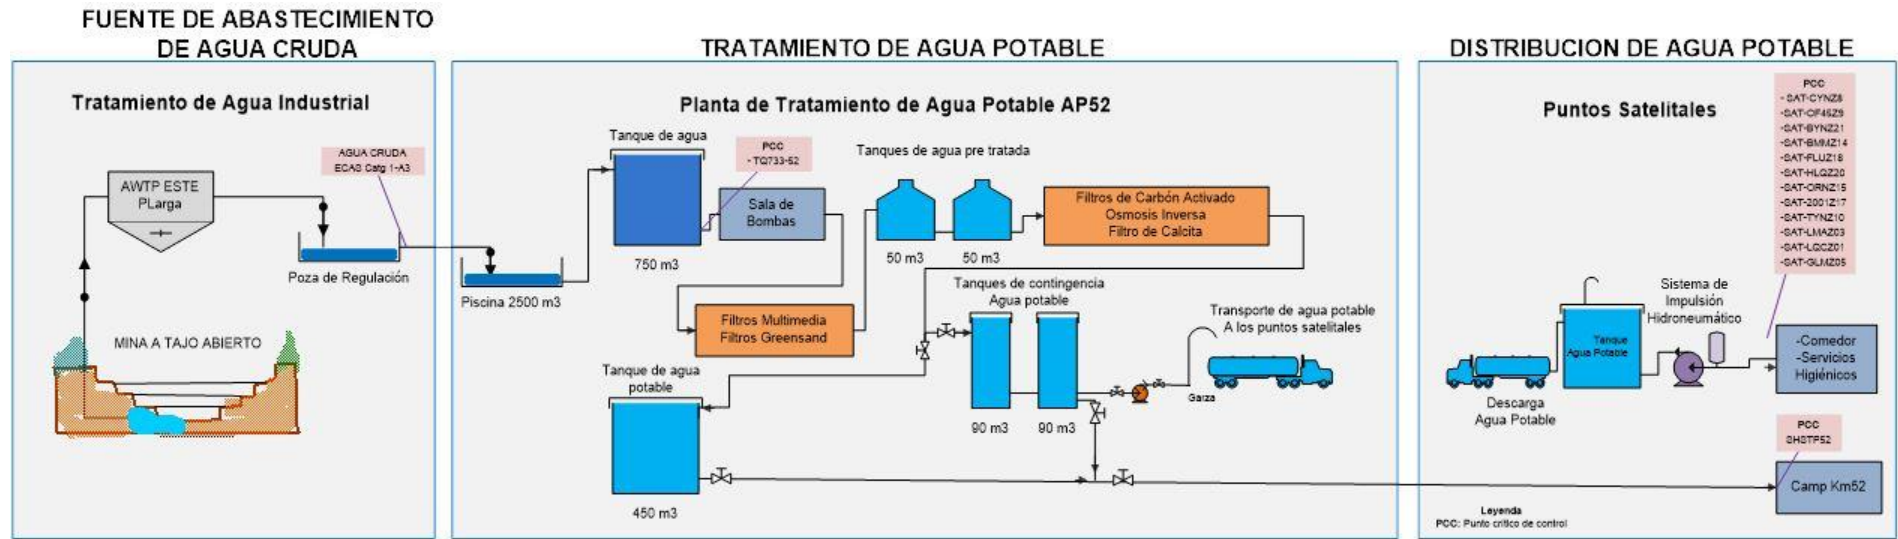 FUENTE DE ABASTECIMIENTO
DE AGUA CRUDA
Tratamiento de Agua Industrial
AGUA CRUDA
ECAS Catg 1-A3
AWTP ESTE
PLarga
Poza de Regulación
MINA A TAJO ABIERTO
TRATAMIENTO DE AGUA POTABLE
Planta de Tratamiento de Agua Potable AP52
Tanque de agua
750 m3
PCC
- TQ733-52
Sala de
Bombas
Piscina 2500 m3
Tanques de agua pre tratada
50 m3
50 m3
Filtros de Carbón Activado
Osmosis Inversa
Filtro de Calcita
Filtros Multimedia
Filtros Greensand
Tanques de contingencia
Agua potable
90 m3
90 m3
Transporte de agua potable
A los puntos satelitales
Garza
Tanque de agua
potable
450 m3
DISTRIBUCION DE AGUA POTABLE
Puntos Satelitales
PCC
- SAT-CYNZ8
-SAT-OF45Z9
-SAT-BYNZ21
-SAT-BMMZ14
-SAT-FLUZ18
-SAT-HLGZ20
-SAT-ORNZ15
-SAT-2001Z17
-SAT-TYNZ10
-SAT-LMAZ03
-SAT-LQCZ01
-SAT-GLMZ05
Sistema de
Impulsión
Hidroneumático
Tanque
Agua Potable
-Comedor
-Servicios
Higiénicos
Descarga
Agua Potable
PCC
SHSTP52
Camp Km52
Leyenda
PCC: Punto critico de control